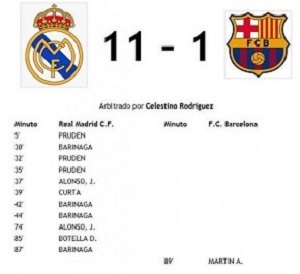 11 - 1
FCB
Arbitrado por Celestino Rodríguez
Minuto Real Madrid C.F. Minuto F.C. Barcelona
5' PRUDEN
30' BARINAGA
32' PRUDEN
35' PRUDEN
37' ALONSO, J.
39' CURTA
42' BARINAGA
44' BARINAGA
74' ALONSO, J.
85' BOTELLA D.
87' BARINAGA
89' MARTIN A.